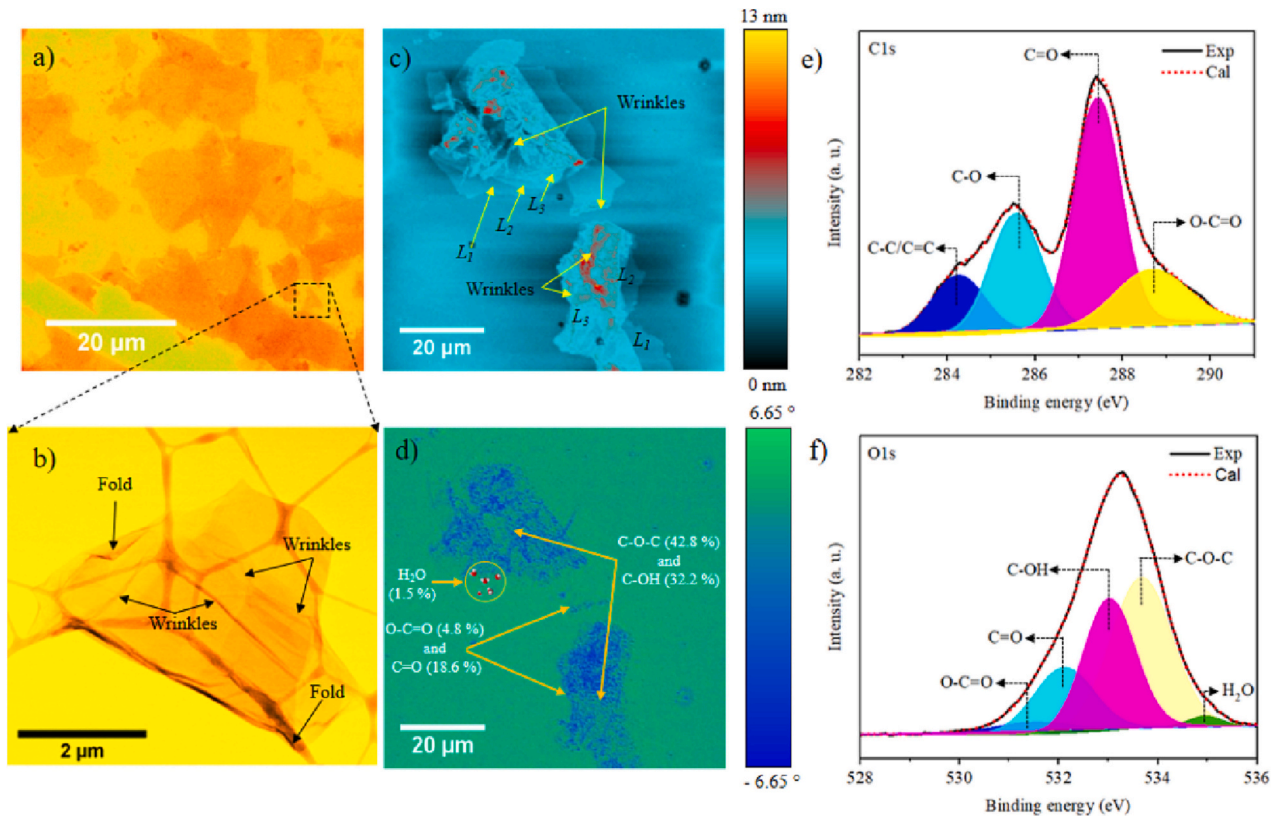 a)
20 µm
c)
Wrinkles
L1
L2
L3
Wrinkles
L2
L3
L1
20 µm
13 nm
0 nm
e)
C1s
Exp
Cal
C=O
C-O
C-C/C=C
O-C=O
Intensity (a. u.)
282 284 286 288 290
Binding energy (eV)
b)
Fold
Wrinkles
Wrinkles
Fold
2 µm
d)
C-O-C (42.8 %)
and
C-OH (32.2 %)
H2O
(1.5 %)
O-C=O (4.8 %)
and
C=O (18.6 %)
20 µm
6.65 °
- 6.65 °
f)
O1s
Exp
Cal
C-O-C
C-OH
C=O
O-C=O
H2O
Intensity (a. u.)
528 530 532 534 536
Binding energy (eV)